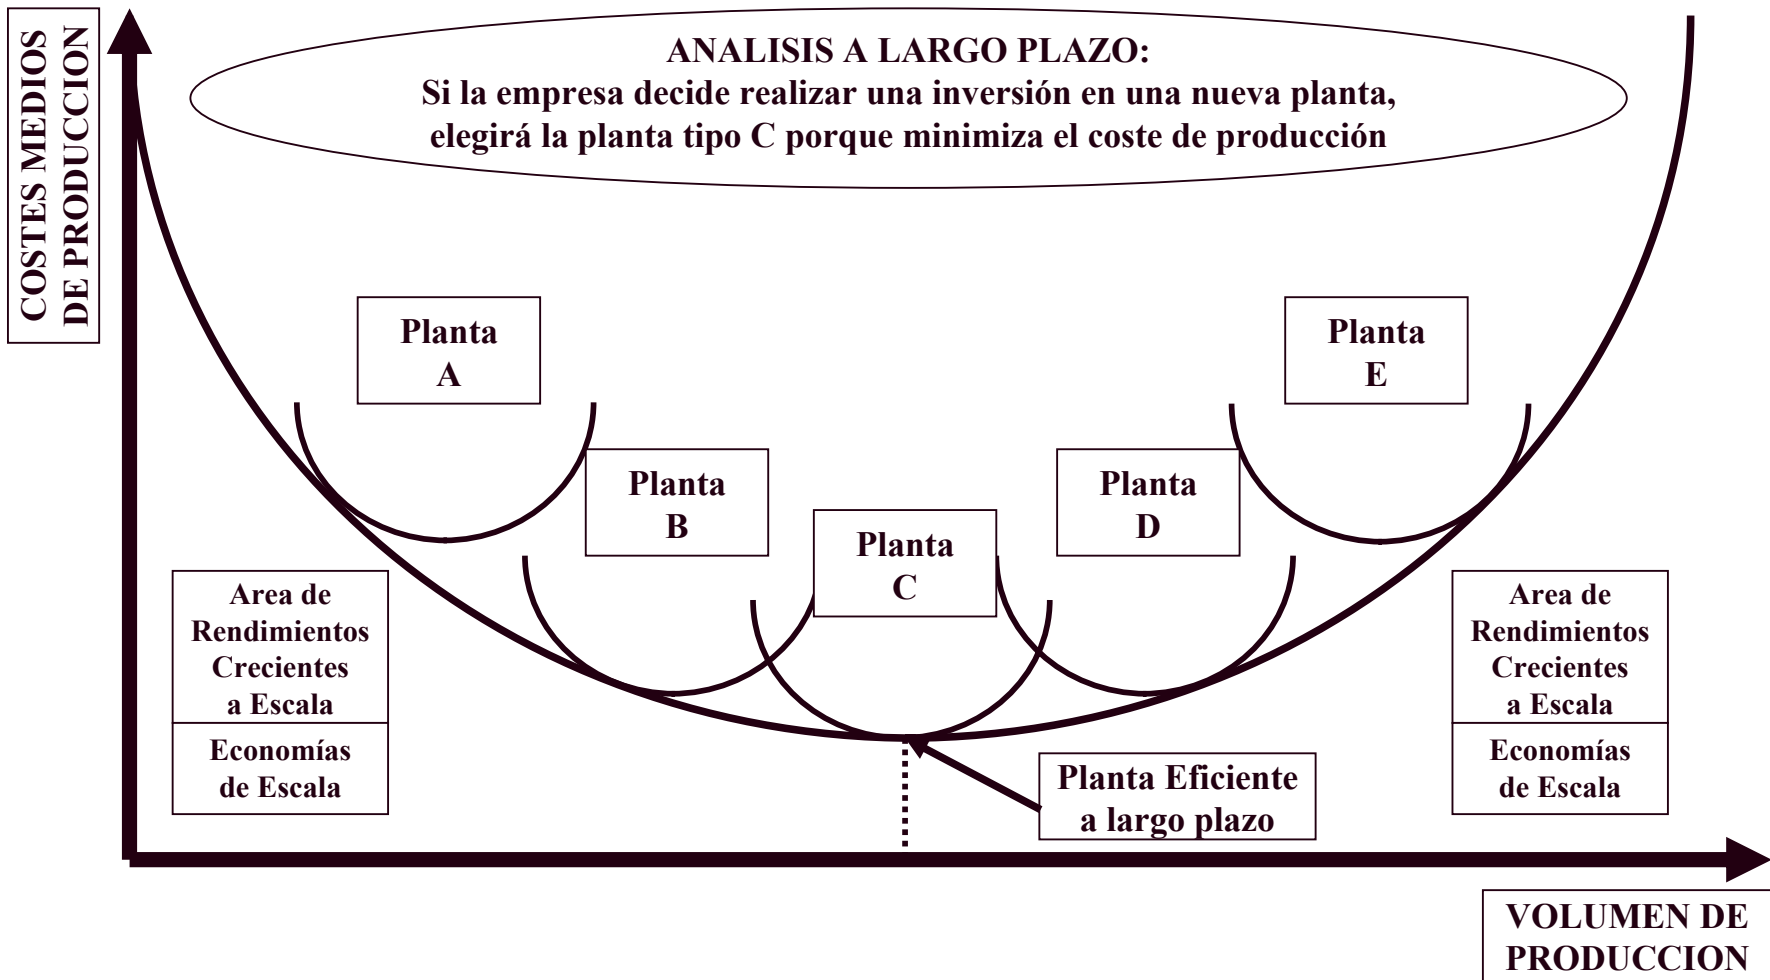 COSTES MEDIOS
DE PRODUCCION
ANALISIS A LARGO PLAZO:
Si la empresa decide realizar una inversión en una nueva planta,
elegirá la planta tipo C porque minimiza el coste de producción
Planta
A
Planta
E
Planta
B
Planta
D
Planta
C
Area de
Rendimientos
Crecientes
a Escala
Economías
de Escala
Area de
Rendimientos
Crecientes
a Escala
Economías
de Escala
Planta Eficiente
a largo plazo
VOLUMEN DE
PRODUCCION